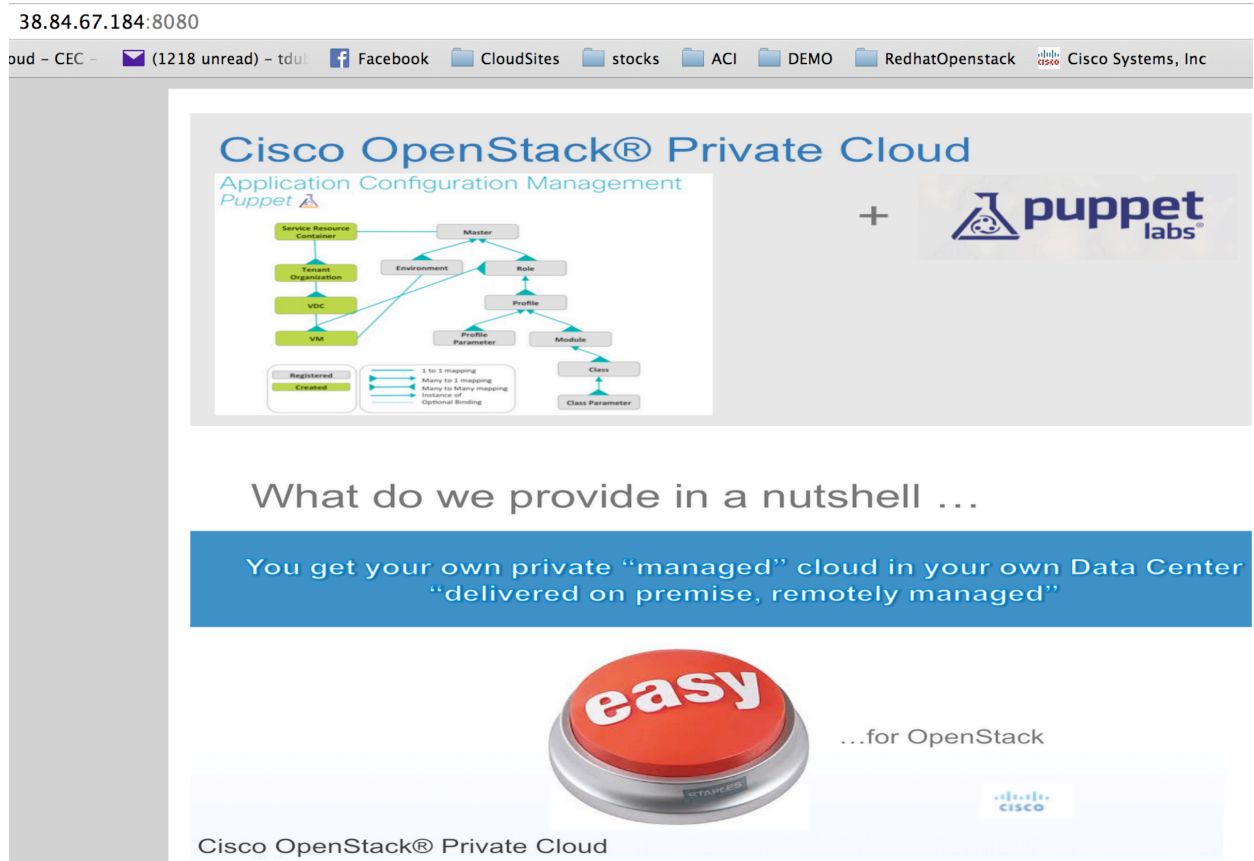 38.84.67.184:8080
oud – CEC – (1218 unread) – tdu Facebook CloudSites stocks ACI DEMO RedhatOpenstack cisco Cisco Systems, Inc
Cisco OpenStack® Private Cloud
Application Configuration Management
Puppet
+ puppet
labs®
Service Resource
Container
Master
Tenant
Organization
Environment
Role
VDC
Profile
VM
Profile
Parameter
Module
Class
Class Parameter
Registered
Created
1 to 1 mapping
Many to 1 mapping
Many to Many mapping
Instance of
Optional Binding
What do we provide in a nutshell ...
You get your own private “managed” cloud in your own Data Center
“delivered on premise, remotely managed”
easy
STAPLES
...for OpenStack
CISCO
Cisco OpenStack® Private Cloud